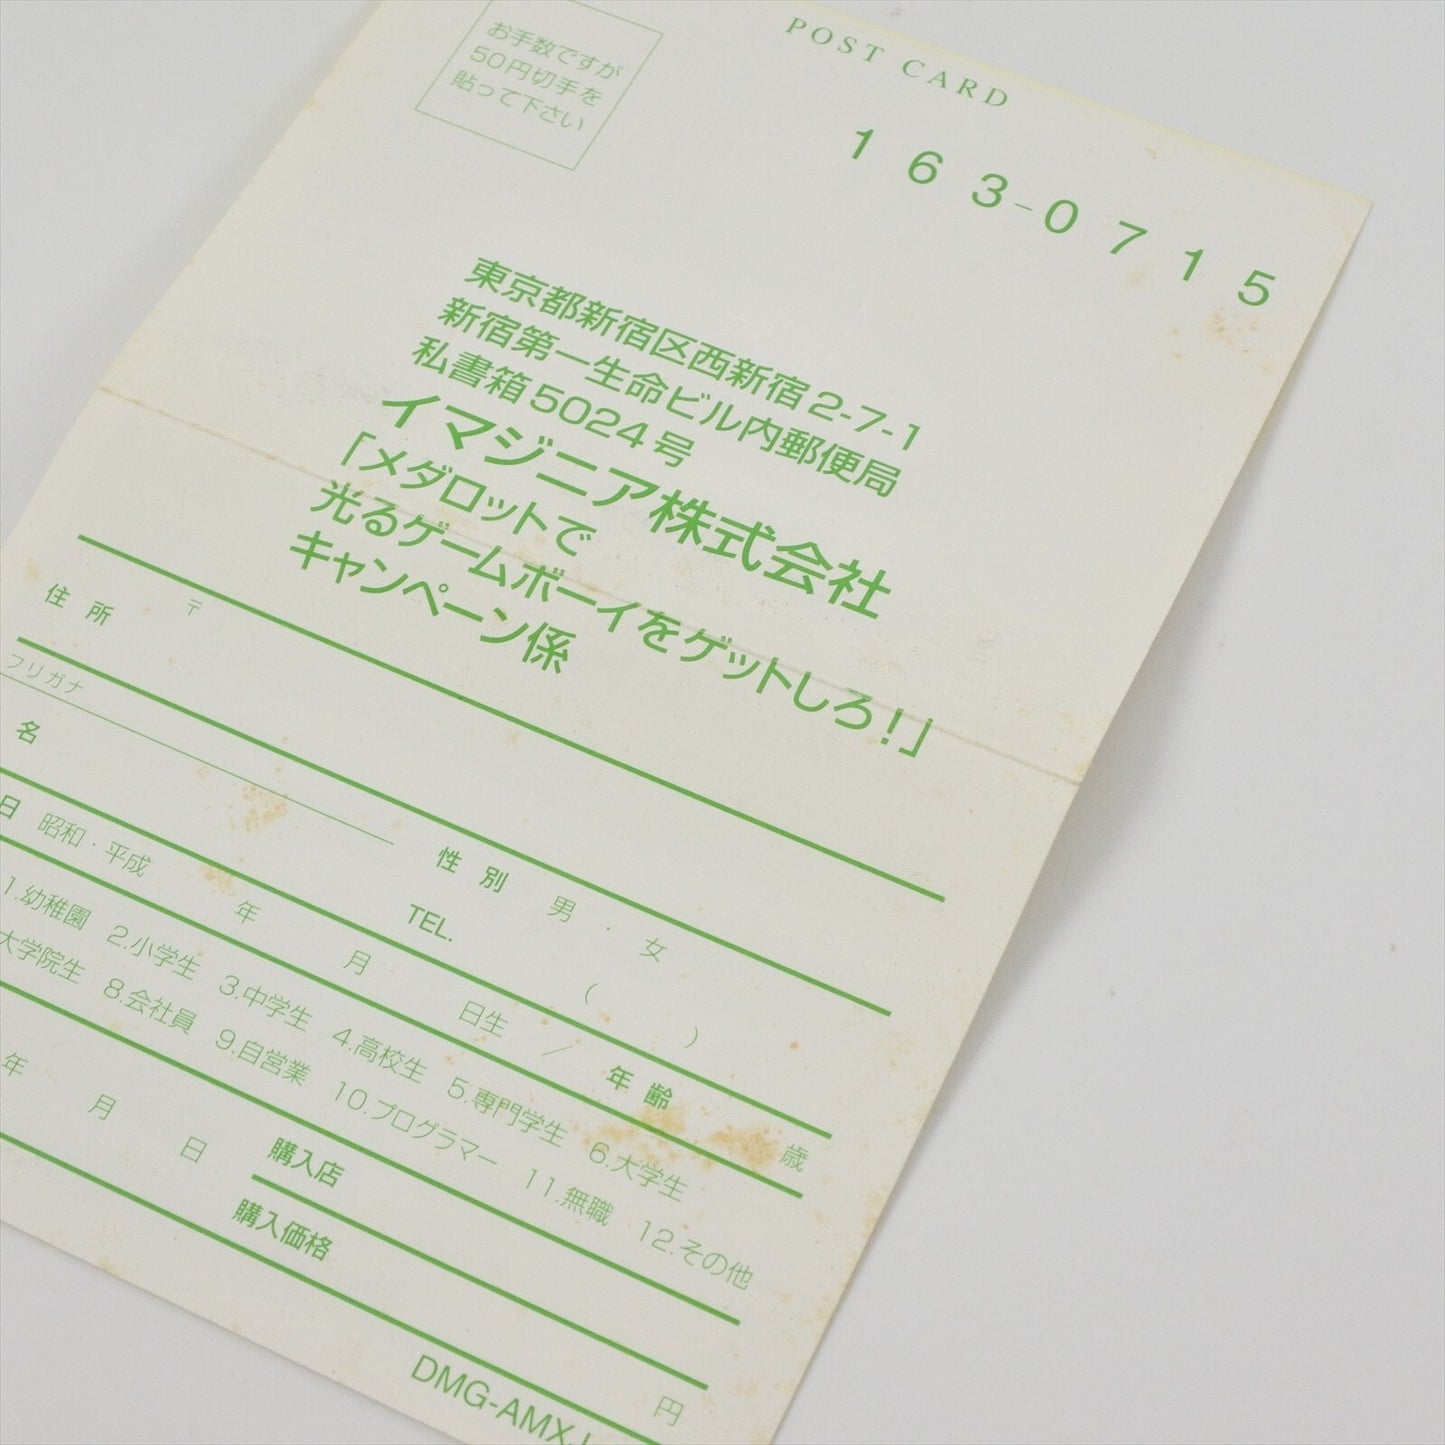 POST CARD
お手数ですが
50円切手を
貼って下さい
163-0715
東京都新宿区西新宿2-7-1
新宿第一生命ビル内郵便局
私書箱5024号
イマジニア株式会社
「メダロットで
光るゲームボーイをゲットしろ!」
キャンペーン係
住所 〒
フリガナ
名 性別 男・女
TEL. ( )
日 昭和・平成 年 月 日生 / 年齢 歳
1.幼稚園 2.小学生 3.中学生 4.高校生 5.専門学生 6.大学生
大学院生 8.会社員 9.自営業 10.プログラマー 11.無職 12.その他
年 月 日 購入店
購入価格 円
DMG-AMXJ